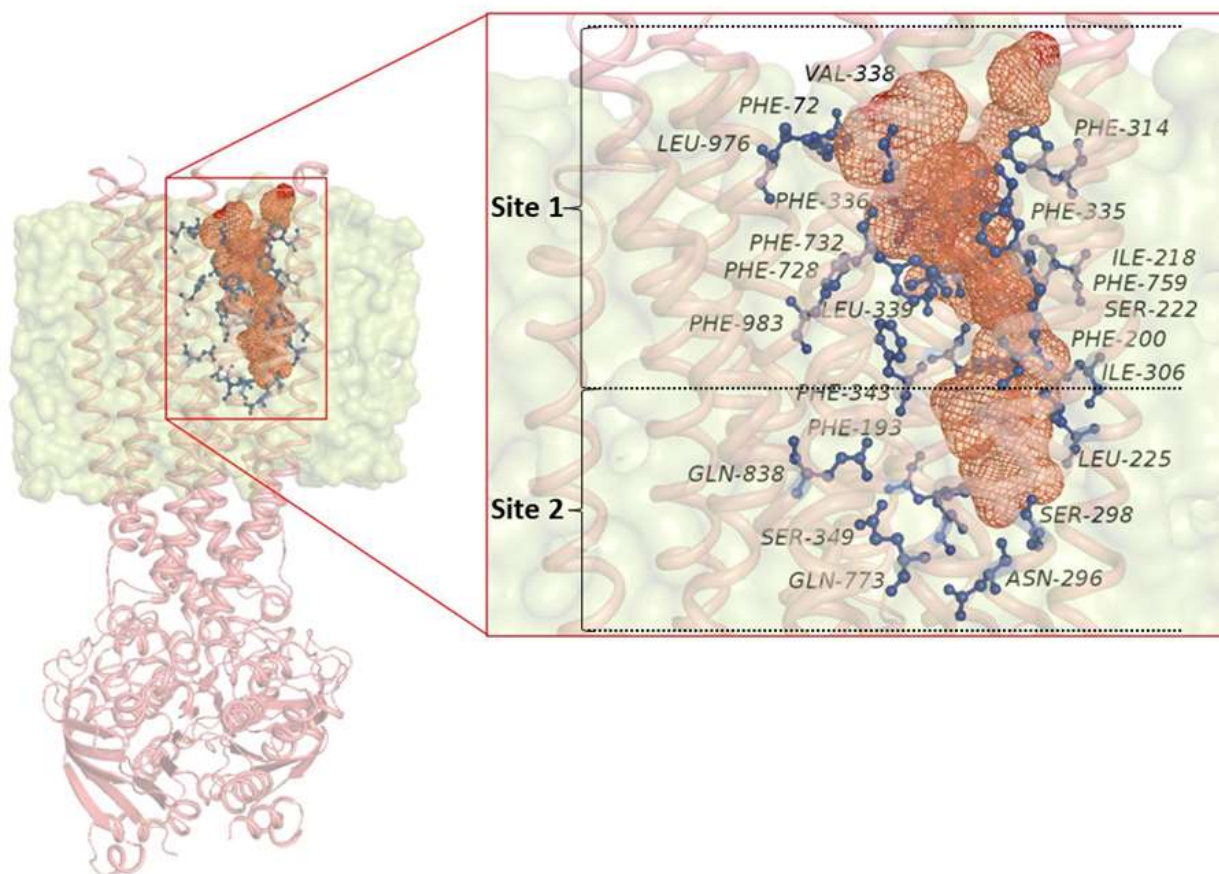 VAL-338
PHE-72
PHE-314
LEU-976
PHE-336
PHE-335
Site 1
PHE-732
ILE-218
PHE-728
PHE-759
LEU-339
SER-222
PHE-983
PHE-200
ILE-306
PHE-343
PHE-193
LEU-225
GLN-838
Site 2
SER-298
SER-349
GLN-773
ASN-296